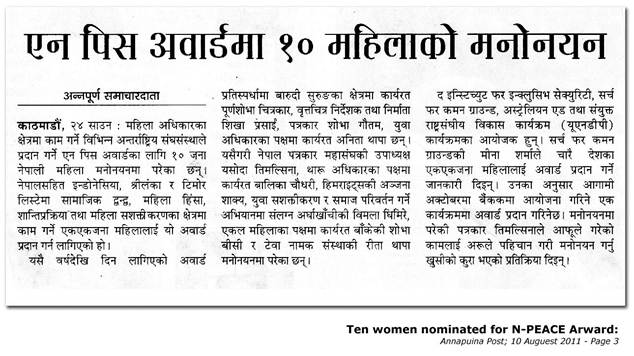 एन पिस अवार्डमा १० महिलाको मनोनयन
अन्नपूर्ण समाचारदाता
काठमाडौं, २४ साउन : महिला अधिकारका
क्षेत्रमा काम गर्ने विभिन्न अन्तर्राष्ट्रिय संघसंस्थाले
प्रदान गर्ने एन पिस अवार्डका लागि १० जना
नेपाली महिला मनोनयनमा परेका छन्।
नेपालसहित इन्डोनेसिया, श्रीलंका र टिमोर
लिस्टेमा सामाजिक द्वन्द्व, महिला हिंसा,
शान्तिप्रक्रिया तथा महिला सशक्तीकरणका क्षेत्रमा
काम गर्ने एकएकजना महिलालाई यो अवार्ड
प्रदान गर्न लागिएको हो।
यसै वर्षदेखि दिन लागिएको अवार्ड
प्रतिस्पर्धामा बारुदी सुरुङका क्षेत्रमा कार्यरत
पूर्णशोभा चित्रकार, वृत्तचित्र निर्देशक तथा निर्माता
शिखा प्रेसाई, पत्रकार शोभा गौतम, युवा
अधिकारका पक्षमा कार्यरत अनिता थापा छन्।
यसैगरी नेपाल पत्रकार महासंघकी उपाध्यक्ष
यसोदा तिमल्सिना, थारू अधिकारका पक्षमा
कार्यरत बालिका चौधरी, हिमराइट्सकी अञ्जना
शाक्य, युवा सशक्तीकरण र समाज परिवर्तन गर्ने
अभियानमा संलग्न अर्घाखाँचीकी विमला घिमिरे,
एकल महिलाका पक्षमा कार्यरत बाँकेकी शोभा
बीसी र टेवा नामक संस्थाकी रीता थापा
मनोनयनमा परेका छन्।
द इन्स्टिच्युट फर इन्क्लुसिभ सेक्युरिटी, सर्च
फर कमन ग्राउन्ड, अस्ट्रेलियन एड तथा संयुक्त
राष्ट्रसंघीय विकास कार्यक्रम (यूएनडीपी)
कार्यक्रमका आयोजक हुन्। सर्च फर कमन
ग्राउण्डकी मीना शर्माले चारै देशका
एकएकजना महिलालाई अवार्ड प्रदान गर्ने
जानकारी दिइन्। उनका अनुसार आगामी
अक्टोबरमा बैंककमा आयोजना गरिने एक
कार्यक्रममा अवार्ड प्रदान गरिनेछ। मनोनयनमा
परेकी पत्रकार तिमल्सिनाले आफूले गरेको
कामलाई अरूले पहिचान गरी मनोनयन गर्नु
खुसीको कुरा भएको प्रतिक्रिया दिइन्।
Ten women nominated for N-PEACE Arward:
Annapuina Post; 10 Auguest 2011 - Page 3